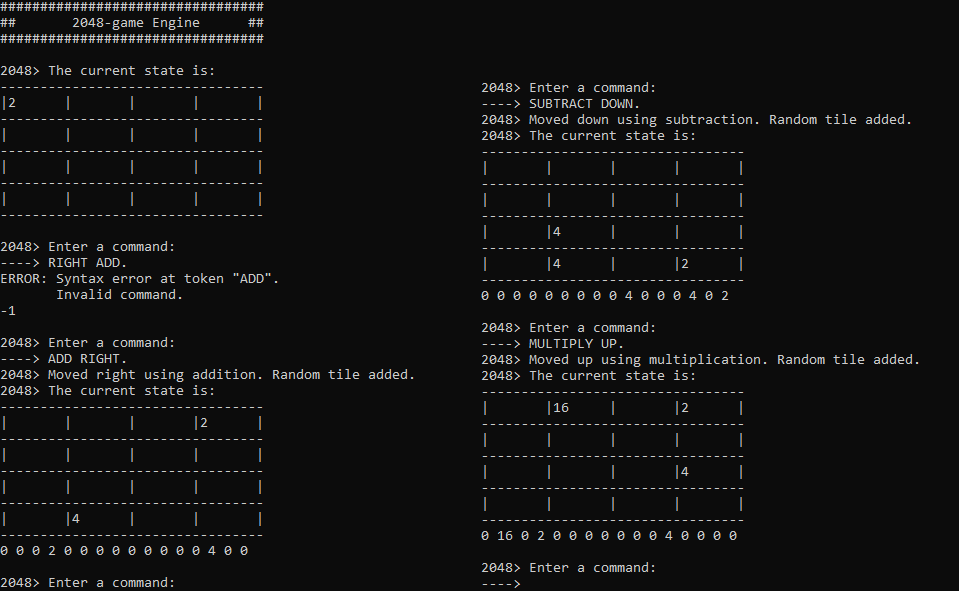 #################################
##       2048-game Engine      ##
#################################
2048> The current state is:
---------------------------------
|2      |       |       |       |
---------------------------------
|       |       |       |       |
---------------------------------
|       |       |       |       |
---------------------------------
|       |       |       |       |
---------------------------------
2048> Enter a command:
----> RIGHT ADD.
ERROR: Syntax error at token "ADD".
       Invalid command.
-1
2048> Enter a command:
----> ADD RIGHT.
2048> Moved right using addition. Random tile added.
2048> The current state is:
---------------------------------
|       |       |       |2      |
---------------------------------
|       |       |       |       |
---------------------------------
|       |       |       |       |
---------------------------------
|       |4      |       |       |
---------------------------------
0 0 0 2 0 0 0 0 0 0 0 0 0 4 0 0
2048> Enter a command:
2048> Enter a command:
----> SUBTRACT DOWN.
2048> Moved down using subtraction. Random tile added.
2048> The current state is:
---------------------------------
|       |       |       |       |
---------------------------------
|       |       |       |       |
---------------------------------
|       |4      |       |       |
---------------------------------
|       |4      |       |2      |
---------------------------------
0 0 0 0 0 0 0 0 0 4 0 0 0 4 0 2
2048> Enter a command:
----> MULTIPLY UP.
2048> Moved up using multiplication. Random tile added.
2048> The current state is:
---------------------------------
|       |16     |       |2      |
---------------------------------
|       |       |       |       |
---------------------------------
|       |       |       |4      |
---------------------------------
|       |       |       |       |
---------------------------------
0 16 0 2 0 0 0 0 0 0 0 4 0 0 0 0
2048> Enter a command:
---->